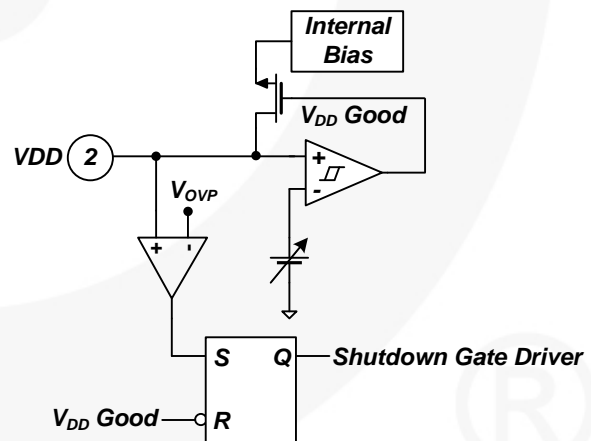 Internal
Bias
VDD Good
VDD 2
VOVP
+
-
+ -
S Q Shutdown Gate Driver
VDD Good R
®